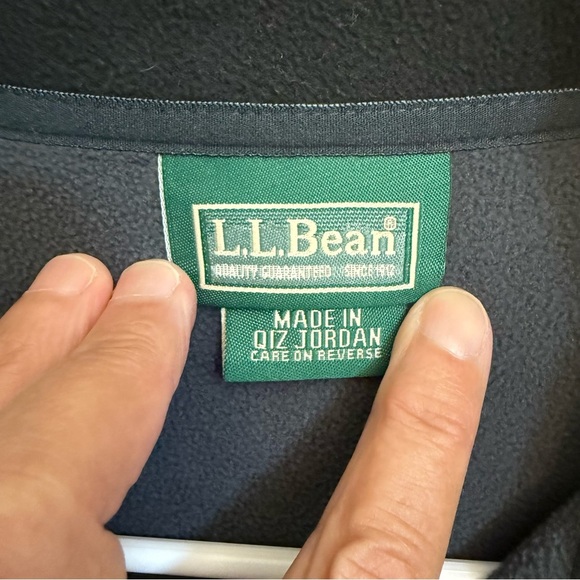 L.L.Bean®
QUALITY GUARANTEED SINCE 1912
MADE IN
QIZ JORDAN
CARE ON REVERSE